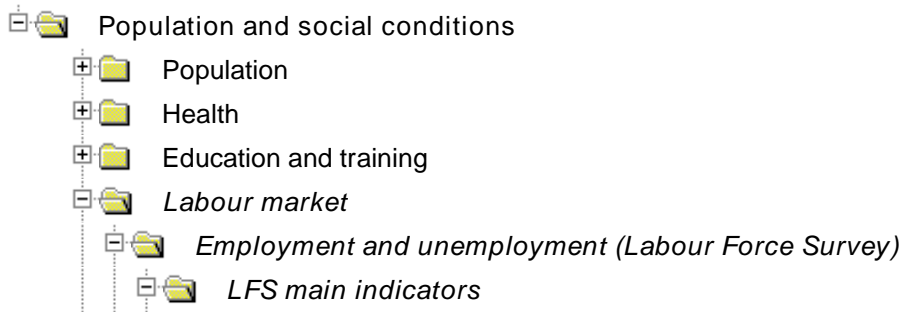 Population and social conditions
Population
Health
Education and training
Labour market
Employment and unemployment (Labour Force Survey)
LFS main indicators